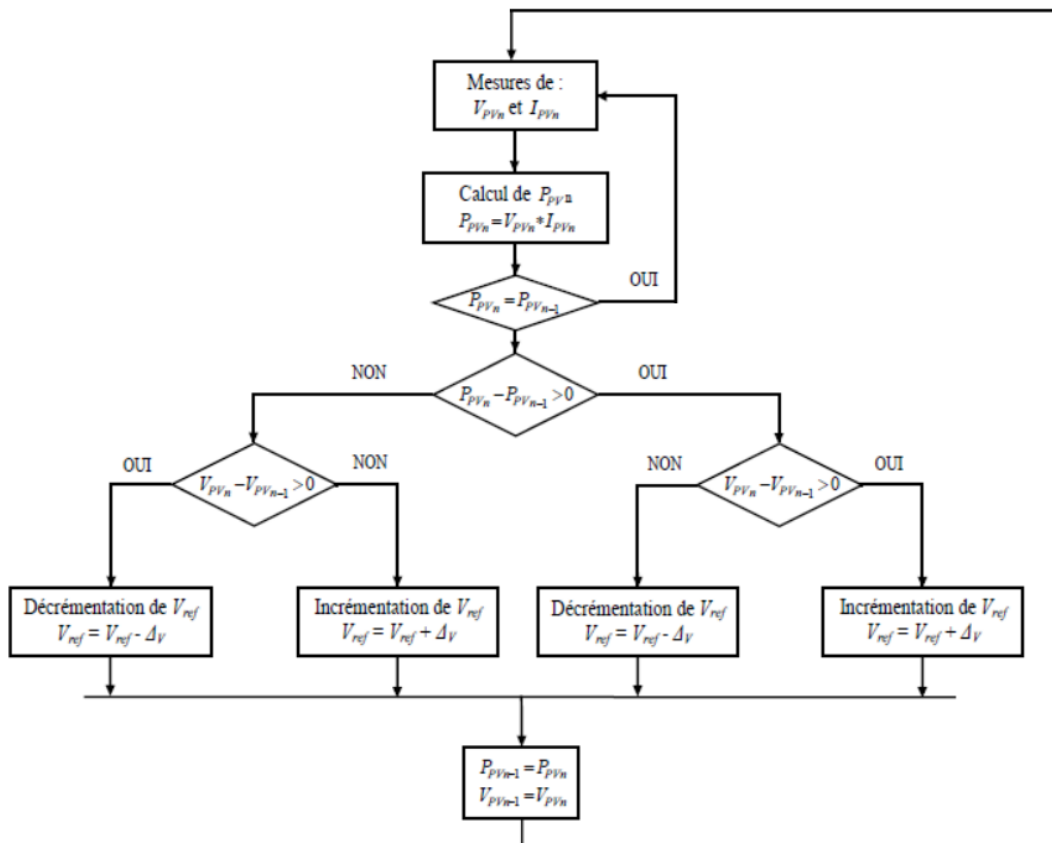 Mesures de :
V_PVn et I_PVn
Calcul de P_PVn
P_PVn = V_PVn * I_PVn
OUI
P_PVn = P_PVn-1
NON
OUI
P_PVn - P_PVn-1 > 0
OUI
NON
NON
OUI
V_PVn - V_PVn-1 > 0
V_PVn - V_PVn-1 > 0
Décrémentation de V_ref
V_ref = V_ref - Δ_V
Incrémentation de V_ref
V_ref = V_ref + Δ_V
Décrémentation de V_ref
V_ref = V_ref - Δ_V
Incrémentation de V_ref
V_ref = V_ref + Δ_V
P_PVn-1 = P_PVn
V_PVn-1 = V_PVn